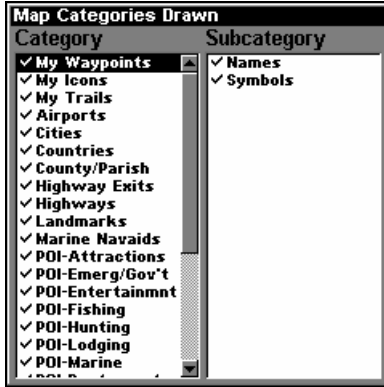 Map Categories Drawn
Category
Subcategory
My Waypoints
My Icons
My Trails
Airports
Cities
Countries
County/Parish
Highway Exits
Highways
Landmarks
Marine Navaids
POI-Attractions
POI-Emerg/Gov't
POI-Entertainmnt
POI-Fishing
POI-Hunting
POI-Lodging
POI-Marine
Names
Symbols